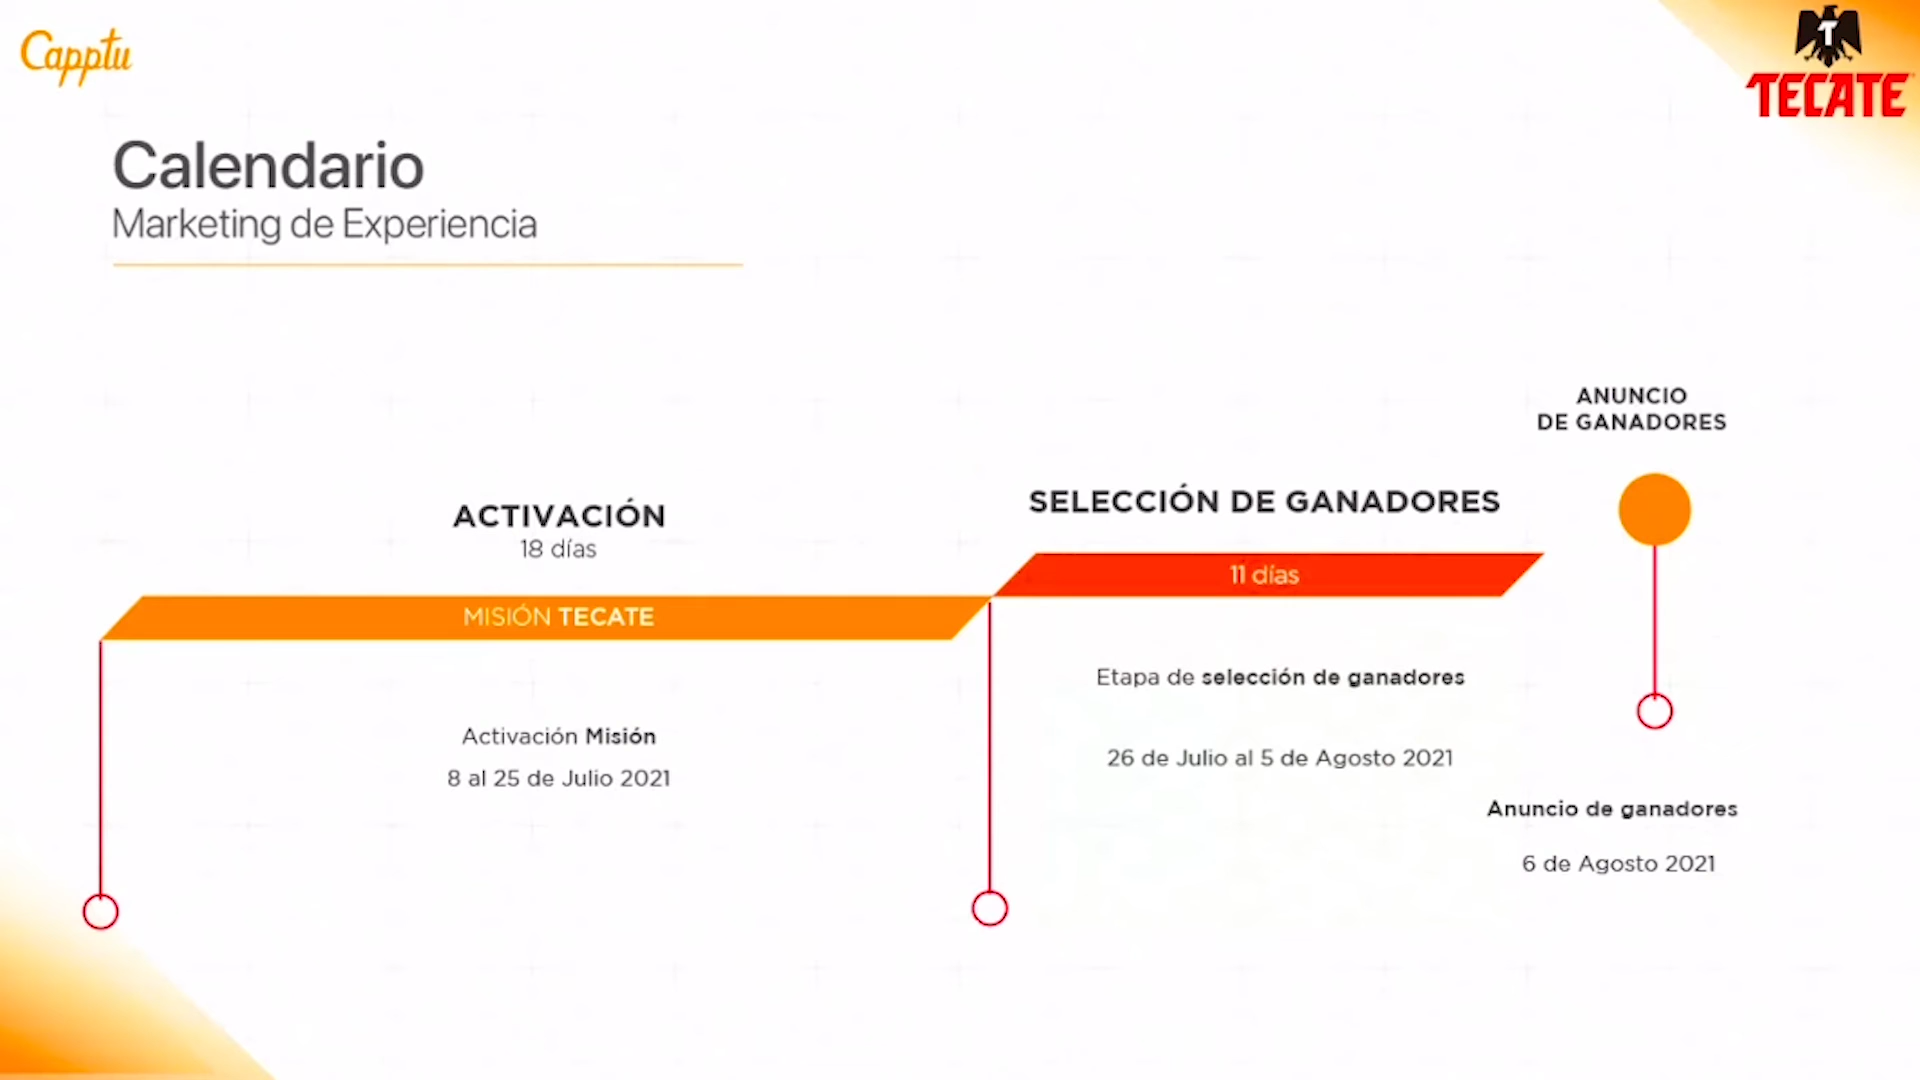 Capptu
T
TECATE
Calendario
Marketing de Experiencia
ANUNCIO
DE GANADORES
ACTIVACIÓN
18 días
SELECCIÓN DE GANADORES
11 días
MISIÓN TECATE
Etapa de selección de ganadores
26 de Julio al 5 de Agosto 2021
Activación Misión
8 al 25 de Julio 2021
Anuncio de ganadores
6 de Agosto 2021